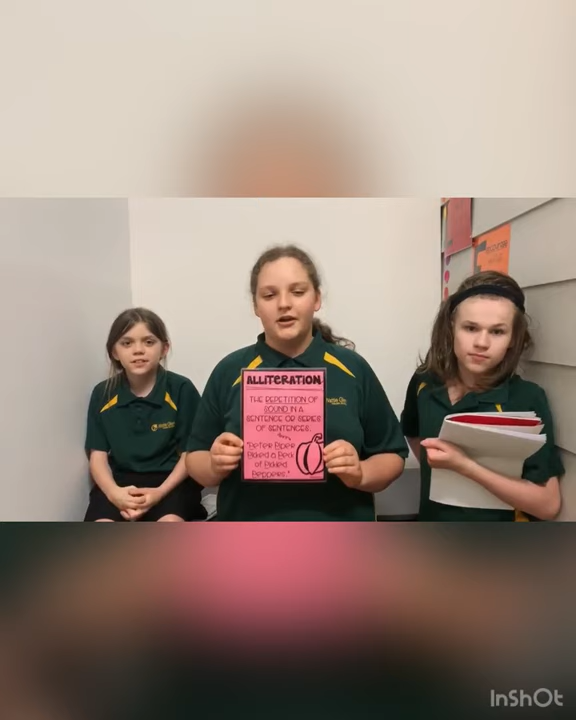 ALLITERATION
THE REPETITION OF
SOUND IN A
SENTENCE OR SERIES
OF SENTENCES.
"Peter Piper
Picked a Peck
of Pickled
Peppers."
InShOt